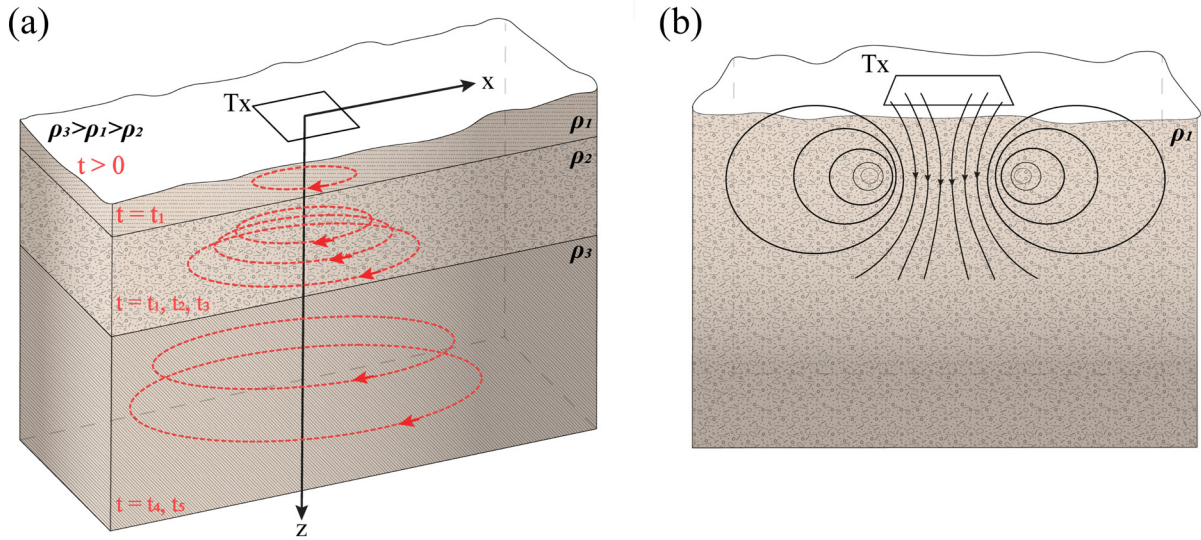 (a)
Tx
x
ρ₃>ρ₁>ρ₂
t > 0
ρ₁
ρ₂
ρ₃
t = t₁
t = t₁, t₂, t₃
t = t₄, t₅
z
(b)
Tx
ρ₁